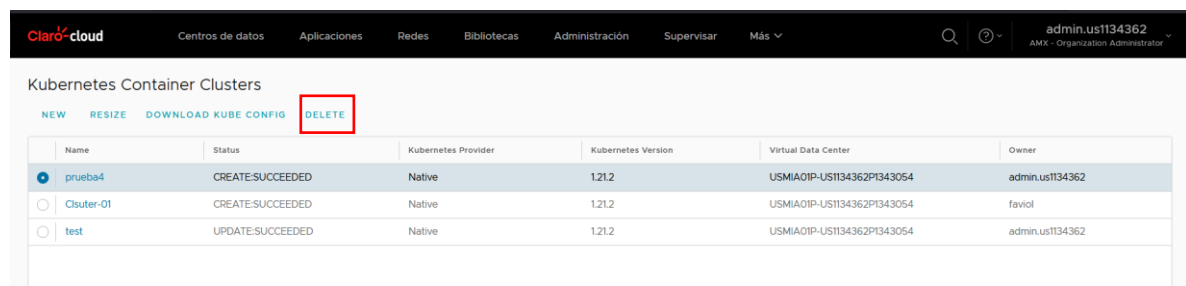 Claro-cloud Centros de datos Aplicaciones Redes Bibliotecas Administración Supervisar Más admin.us1134362
AMX - Organization Administrator
Kubernetes Container Clusters
NEW RESIZE DOWNLOAD KUBE CONFIG DELETE
Name Status Kubernetes Provider Kubernetes Version Virtual Data Center Owner
prueba4 CREATE:SUCCEEDED Native 1.21.2 USMIA01P-US1134362P1343054 admin.us1134362
Clsuter-01 CREATE:SUCCEEDED Native 1.21.2 USMIA01P-US1134362P1343054 faviol
test UPDATE:SUCCEEDED Native 1.21.2 USMIA01P-US1134362P1343054 admin.us1134362